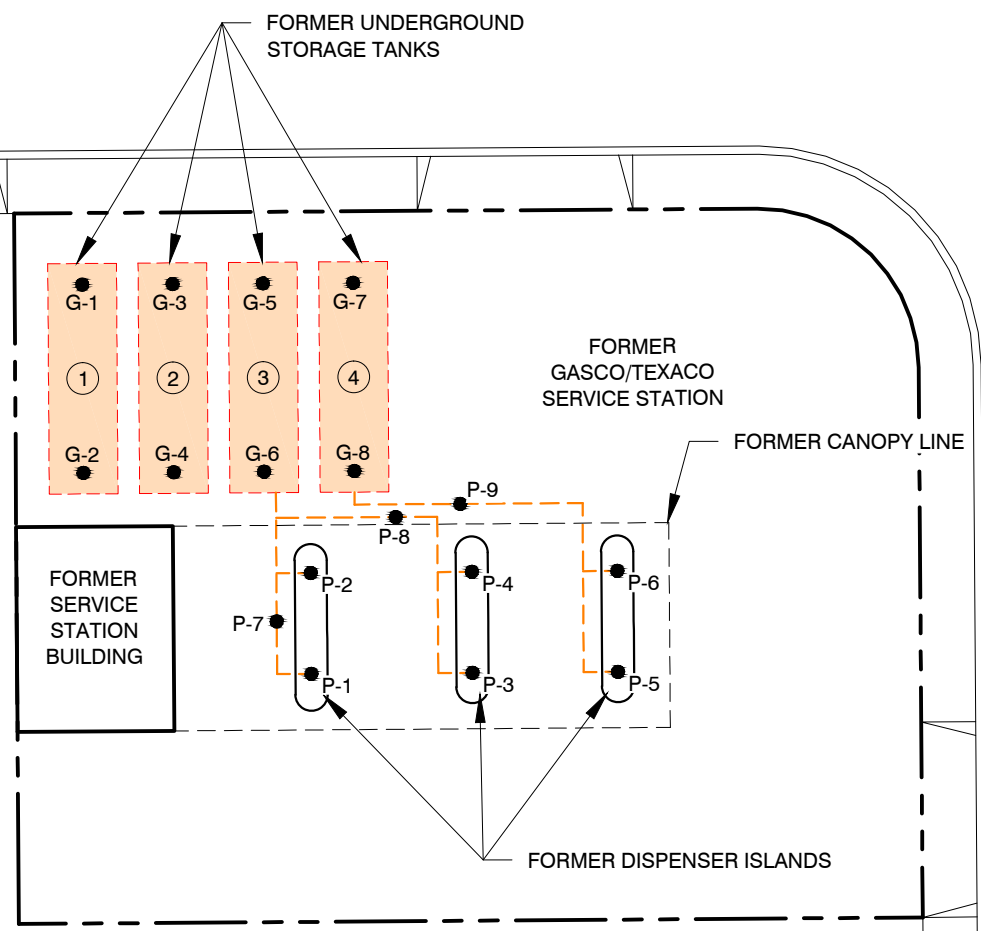 FORMER UNDERGROUND
STORAGE TANKS
G-1
G-3
G-5
G-7
1
2
3
4
FORMER
GASCO/TEXACO
SERVICE STATION
G-2
G-4
G-6
G-8
FORMER CANOPY LINE
P-9
P-8
FORMER
SERVICE
STATION
BUILDING
P-2
P-4
P-6
P-7
P-1
P-3
P-5
FORMER DISPENSER ISLANDS